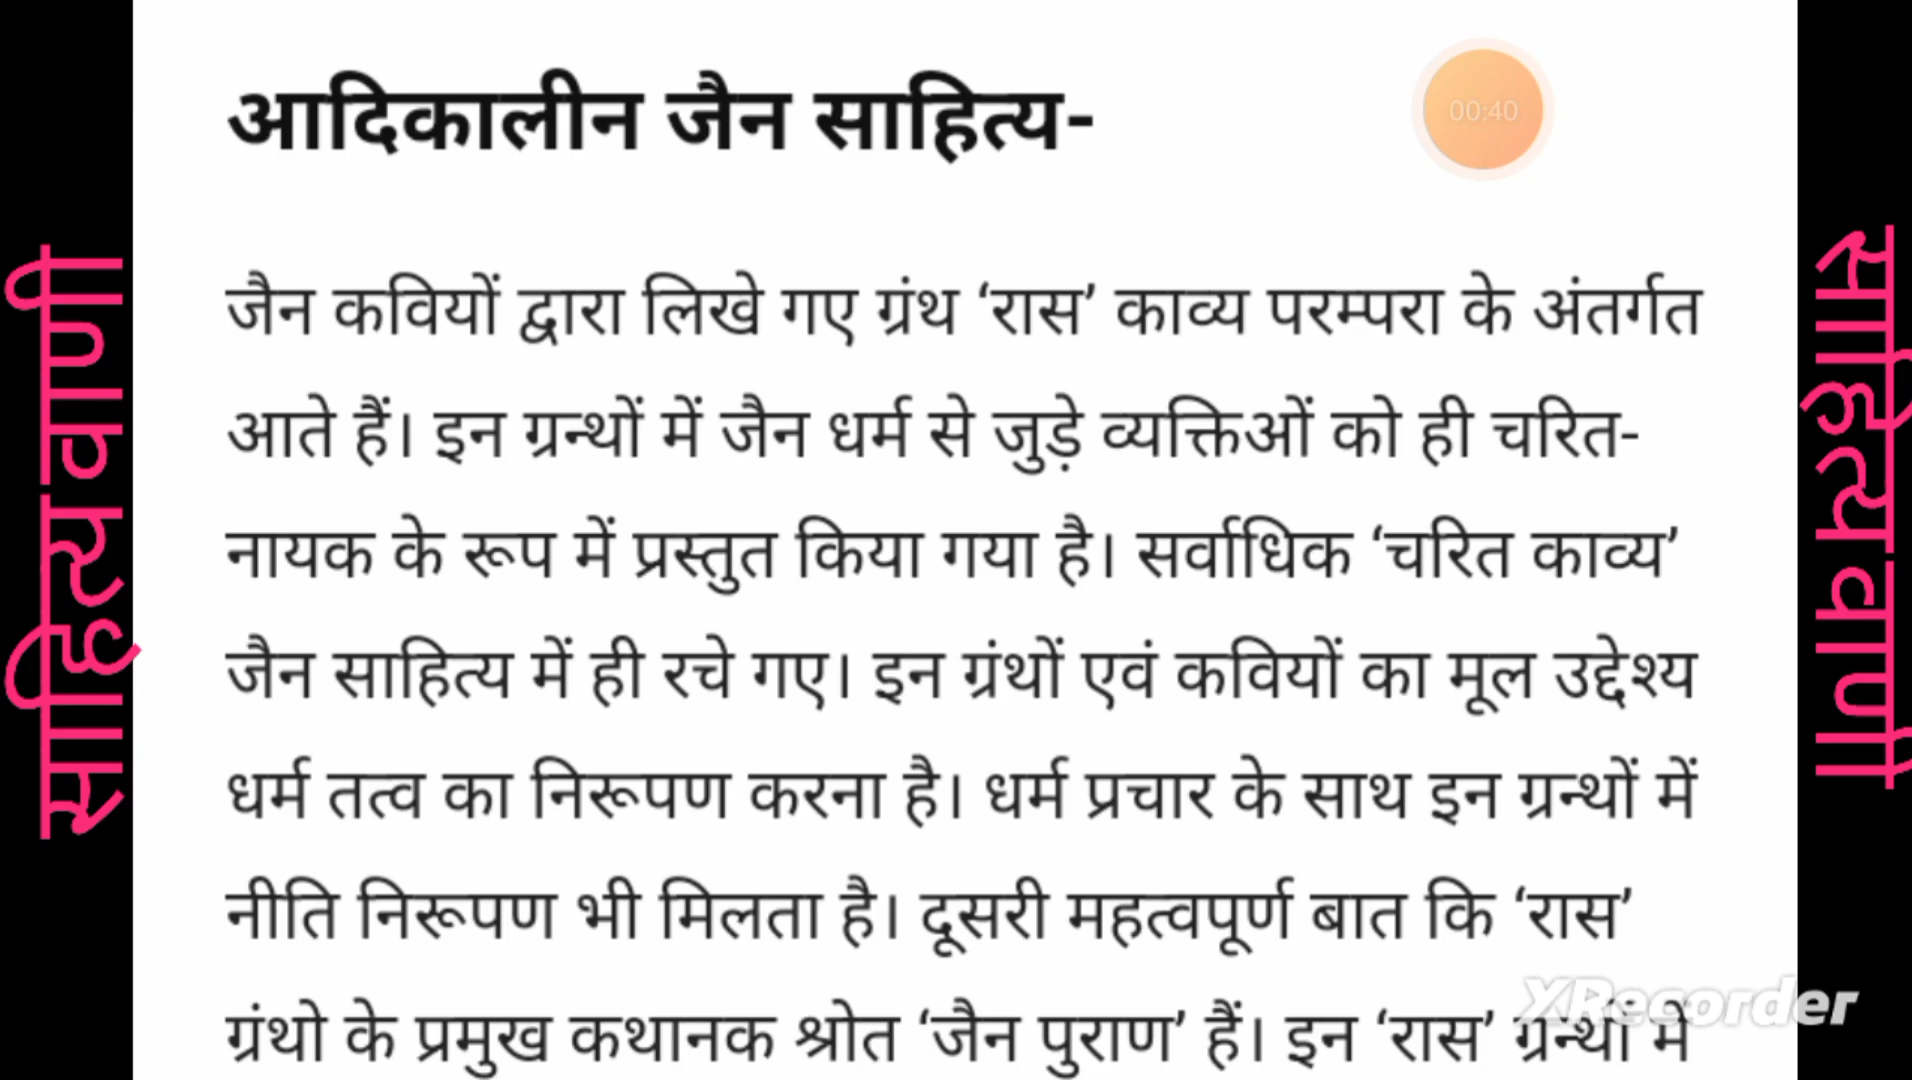 आदिकालीन जैन साहित्य-
00:40
जैन कवियों द्वारा लिखे गए ग्रंथ ‘रास’ काव्य परम्परा के अंतर्गत
आते हैं। इन ग्रन्थों में जैन धर्म से जुड़े व्यक्तिओं को ही चरित-
नायक के रूप में प्रस्तुत किया गया है। सर्वाधिक ‘चरित काव्य’
जैन साहित्य में ही रचे गए। इन ग्रंथों एवं कवियों का मूल उद्देश्य
धर्म तत्व का निरूपण करना है। धर्म प्रचार के साथ इन ग्रन्थों में
नीति निरूपण भी मिलता है। दूसरी महत्वपूर्ण बात कि ‘रास’
ग्रंथो के प्रमुख कथानक श्रोत ‘जैन पुराण’ हैं। इन ‘रास’ ग्रन्थों में
साहित्य वाणी
साहित्य वाणी
XRecorder